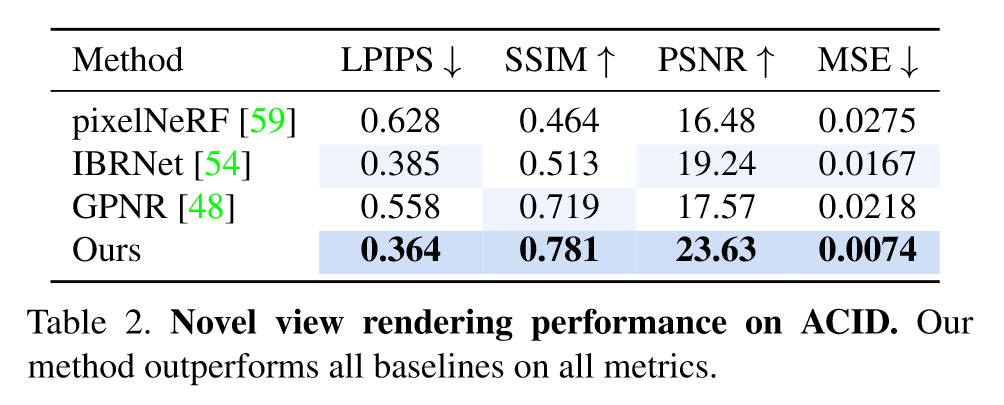 Method LPIPS ↓ SSIM ↑ PSNR ↑ MSE ↓
pixelNeRF [59] 0.628 0.464 16.48 0.0275
IBRNet [54] 0.385 0.513 19.24 0.0167
GPNR [48] 0.558 0.719 17.57 0.0218
Ours 0.364 0.781 23.63 0.0074
Table 2. Novel view rendering performance on ACID. Our
method outperforms all baselines on all metrics.